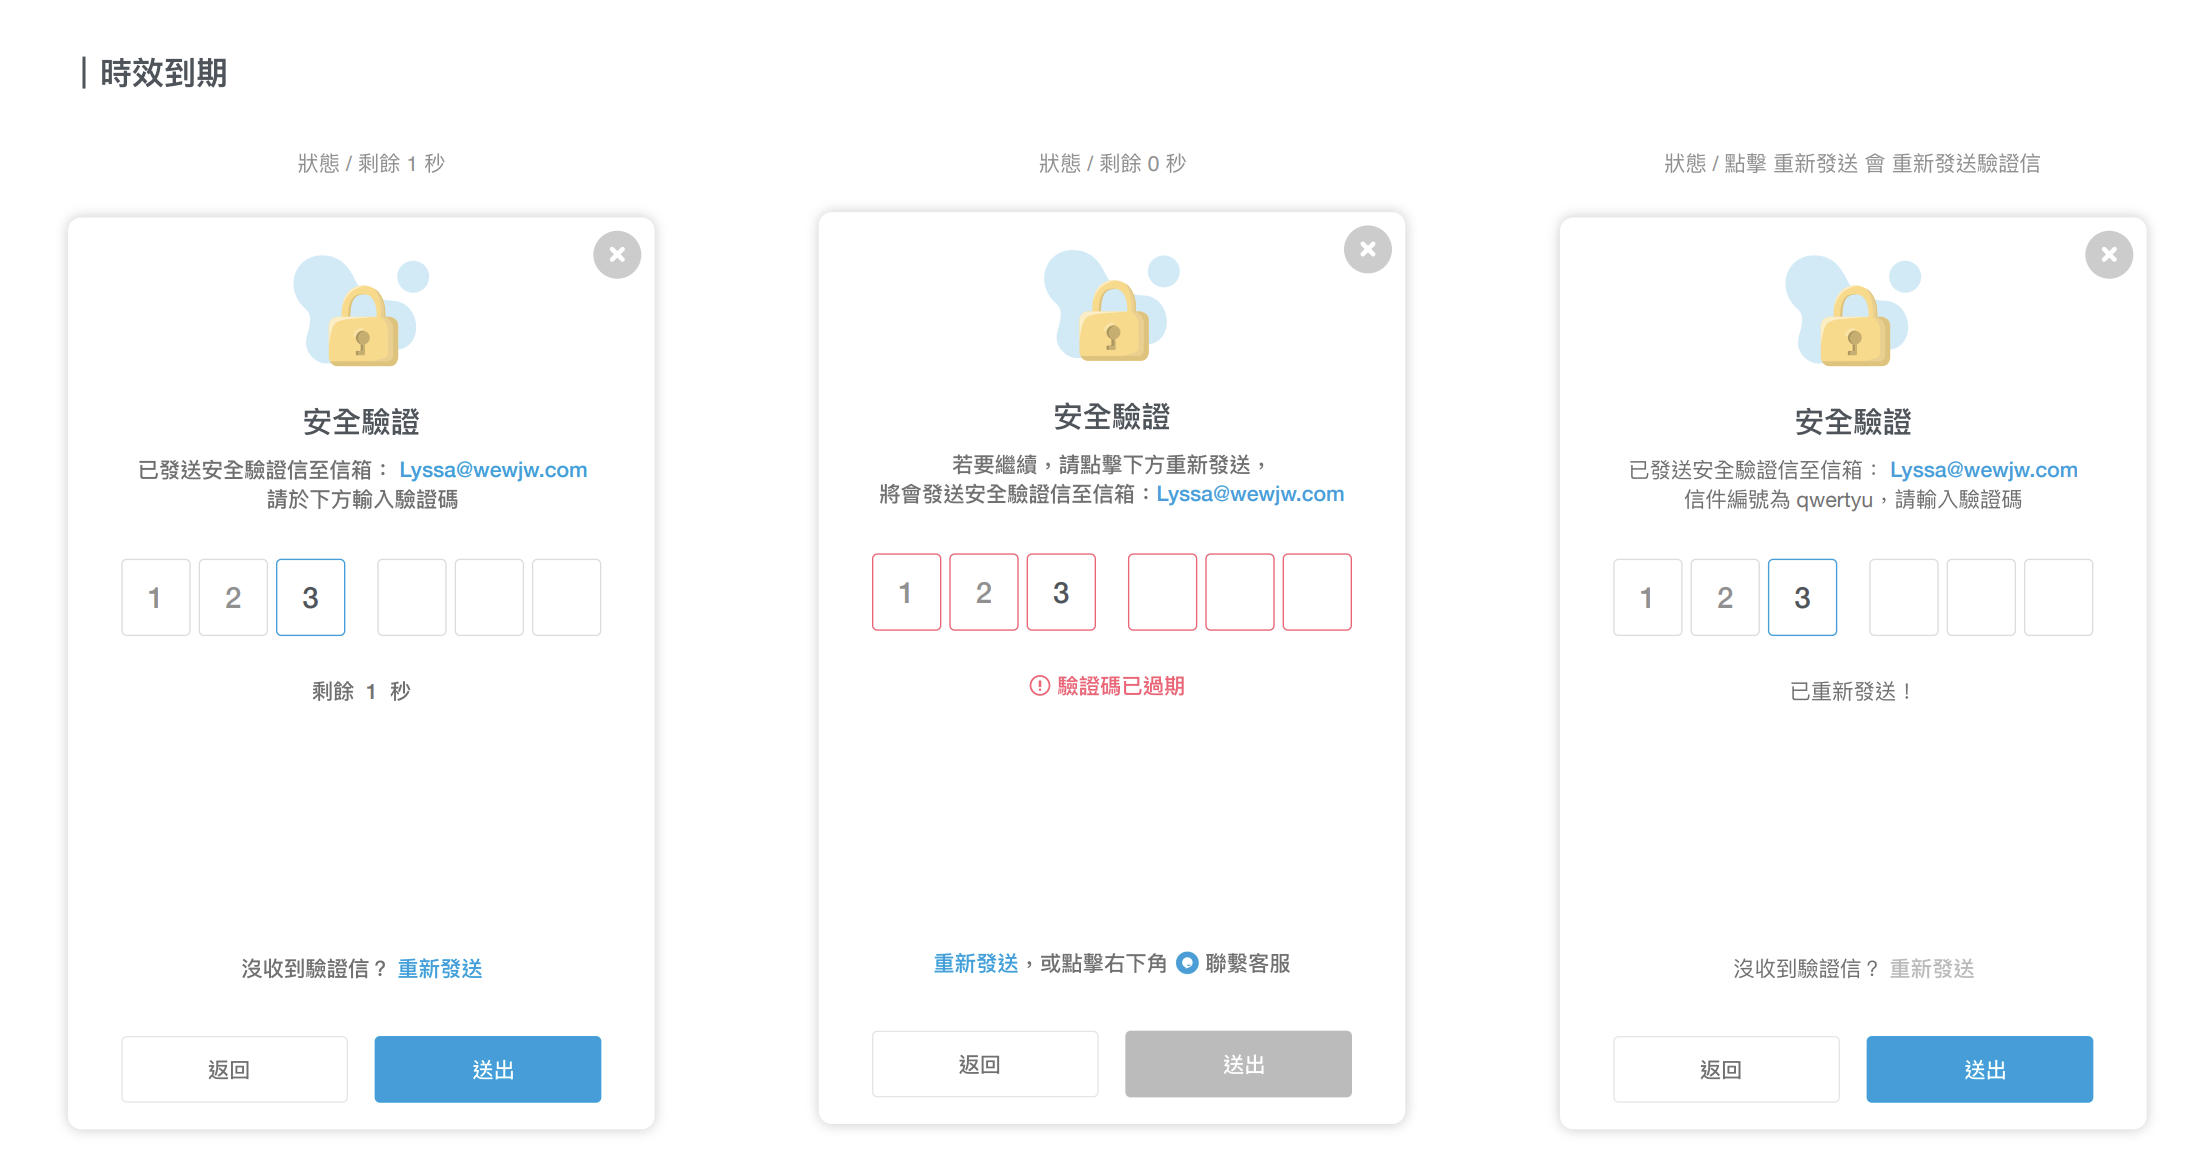 時效到期
狀態 / 剩餘 1 秒
安全驗證
已發送安全驗證信至信箱： Lyssa@wewjw.com
請於下方輸入驗證碼
1 2 3
剩餘 1 秒
沒收到驗證信？ 重新發送
返回 送出
狀態 / 剩餘 0 秒
安全驗證
若要繼續，請點擊下方重新發送，
將會發送安全驗證信至信箱：Lyssa@wewjw.com
1 2 3
驗證碼已過期
重新發送，或點擊右下角 聯繫客服
返回 送出
狀態 / 點擊 重新發送 會 重新發送驗證信
安全驗證
已發送安全驗證信至信箱： Lyssa@wewjw.com
信件編號為 qwertyu，請輸入驗證碼
1 2 3
已重新發送！
沒收到驗證信？ 重新發送
返回 送出